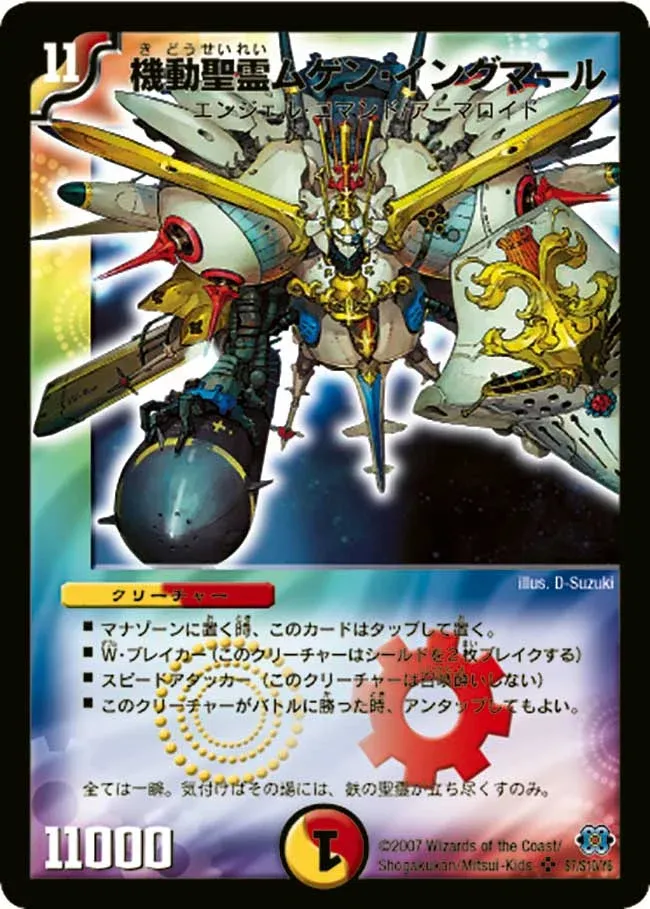 11
きどうせいれい
機動聖霊ムゲン・イングマール
エンジェル・コマンド/アーマロイド
illus. D-Suzuki
クリーチャー
■ マナゾーンに置く時、このカードはタップして置く。
■ W・ブレイカー(このクリーチャーはシールドを2枚ブレイクする)
■ スピードアタッカー(このクリーチャーは召喚酔いしない)
■ このクリーチャーがバトルに勝った時、アンタップしてもよい。
全ては一瞬。気付けばその場には、鉄の聖霊が立ち尽くすのみ。
11000
1
©2007 Wizards of the Coast/
Shogakukan/Mitsui-Kids
S7/S10/Y6